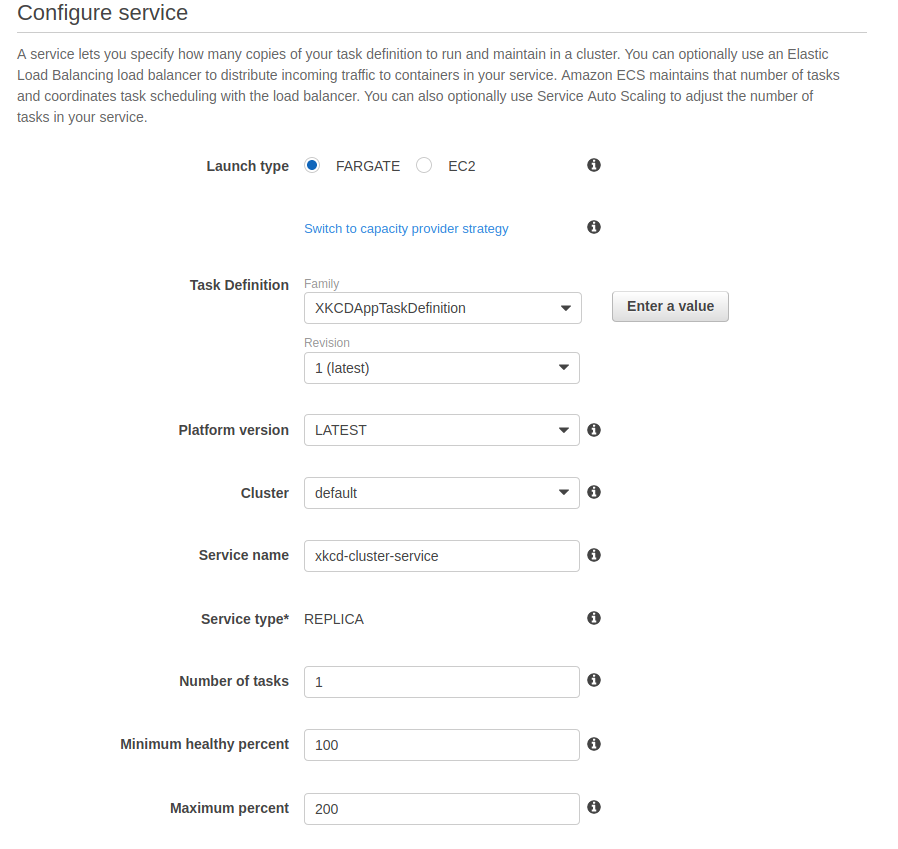 Configure service
A service lets you specify how many copies of your task definition to run and maintain in a cluster. You can optionally use an Elastic
Load Balancing load balancer to distribute incoming traffic to containers in your service. Amazon ECS maintains that number of tasks
and coordinates task scheduling with the load balancer. You can also optionally use Service Auto Scaling to adjust the number of
tasks in your service.
Launch type FARGATE EC2
Switch to capacity provider strategy
Task Definition Family
XKCDAppTaskDefinition Enter a value
Revision
1 (latest)
Platform version LATEST
Cluster default
Service name xkcd-cluster-service
Service type* REPLICA
Number of tasks 1
Minimum healthy percent 100
Maximum percent 200